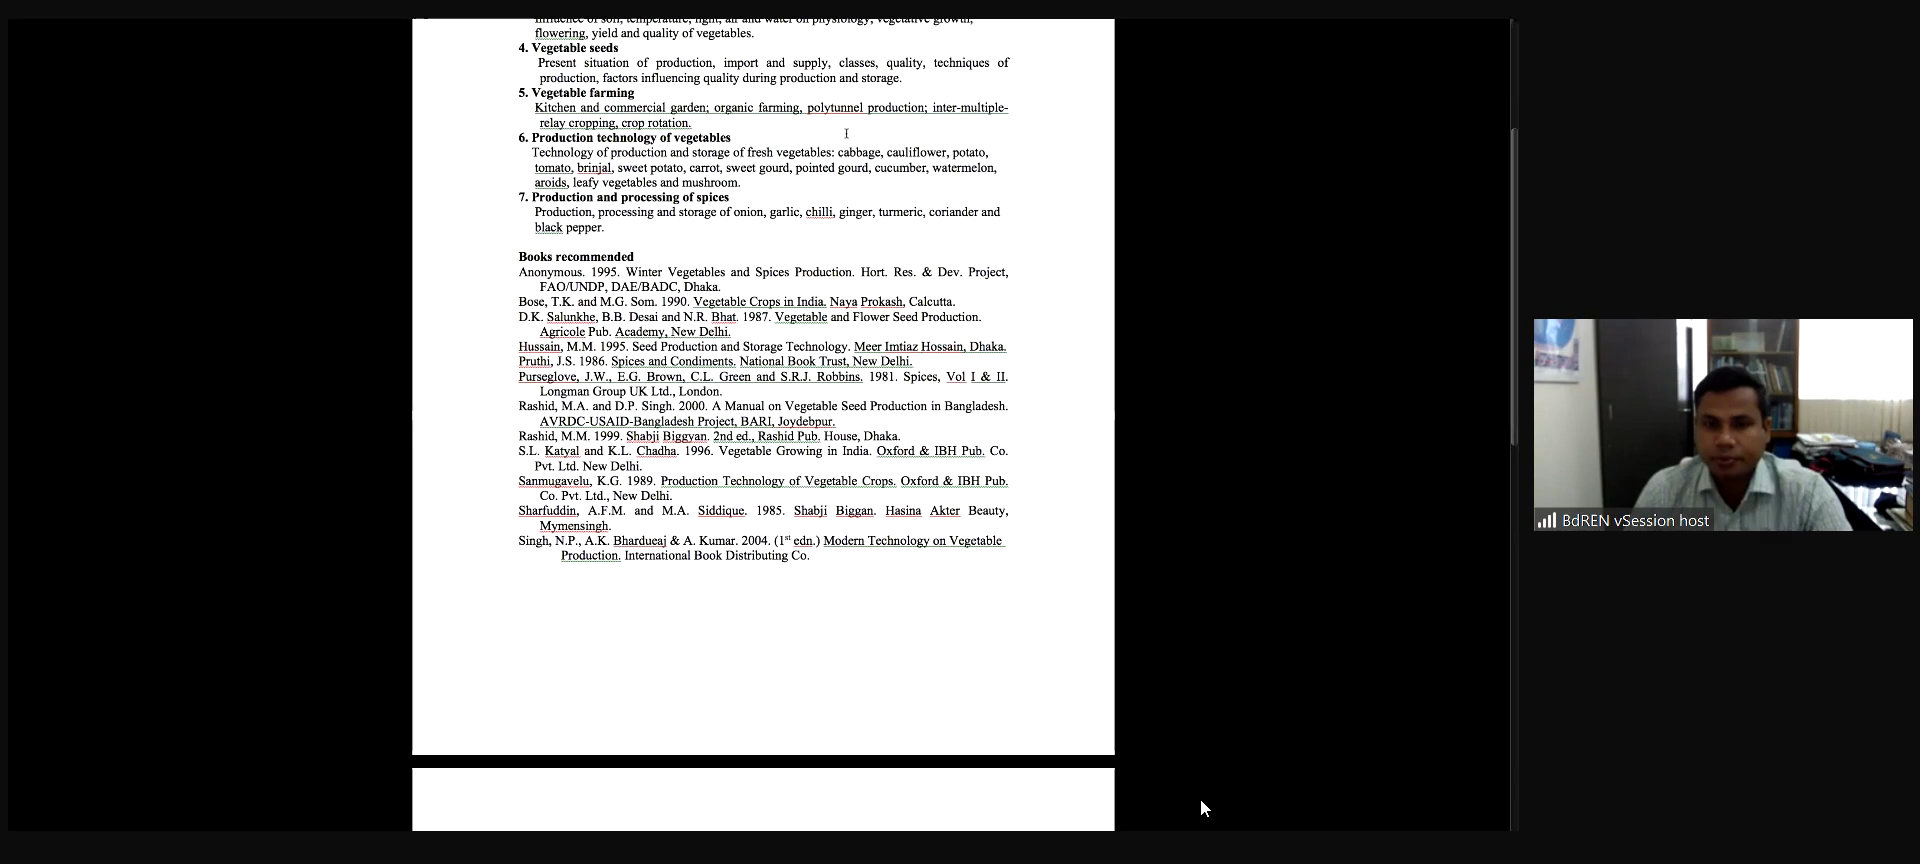 influence of soil, temperature, light, air and water on physiology, vegetative growth,
flowering, yield and quality of vegetables.
4. Vegetable seeds
Present situation of production, import and supply, classes, quality, techniques of
production, factors influencing quality during production and storage.
5. Vegetable farming
Kitchen and commercial garden; organic farming, polytunnel production; inter-multiple-
relay cropping, crop rotation.
6. Production technology of vegetables
Technology of production and storage of fresh vegetables: cabbage, cauliflower, potato,
tomato, brinjal, sweet potato, carrot, sweet gourd, pointed gourd, cucumber, watermelon,
aroids, leafy vegetables and mushroom.
7. Production and processing of spices
Production, processing and storage of onion, garlic, chilli, ginger, turmeric, coriander and
black pepper.
Books recommended
Anonymous. 1995. Winter Vegetables and Spices Production. Hort. Res. & Dev. Project,
FAO/UNDP, DAE/BADC, Dhaka.
Bose, T.K. and M.G. Som. 1990. Vegetable Crops in India. Naya Prokash, Calcutta.
D.K. Salunkhe, B.B. Desai and N.R. Bhat. 1987. Vegetable and Flower Seed Production.
Agricole Pub. Academy, New Delhi.
Hussain, M.M. 1995. Seed Production and Storage Technology. Meer Imtiaz Hossain, Dhaka.
Pruthi, J.S. 1986. Spices and Condiments. National Book Trust, New Delhi.
Purseglove, J.W., E.G. Brown, C.L. Green and S.R.J. Robbins. 1981. Spices, Vol I & II.
Longman Group UK Ltd., London.
Rashid, M.A. and D.P. Singh. 2000. A Manual on Vegetable Seed Production in Bangladesh.
AVRDC-USAID-Bangladesh Project, BARI, Joydebpur.
Rashid, M.M. 1999. Shabji Biggyan. 2nd ed., Rashid Pub. House, Dhaka.
S.L. Katyal and K.L. Chadha. 1996. Vegetable Growing in India. Oxford & IBH Pub. Co.
Pvt. Ltd. New Delhi.
Sanmugavelu, K.G. 1989. Production Technology of Vegetable Crops. Oxford & IBH Pub.
Co. Pvt. Ltd., New Delhi.
Sharfuddin, A.F.M. and M.A. Siddique. 1985. Shabji Biggan. Hasina Akter Beauty,
Mymensingh.
Singh, N.P., A.K. Bhardueaj & A. Kumar. 2004. (1st edn.) Modern Technology on Vegetable
Production. International Book Distributing Co.
BdREN vSession host